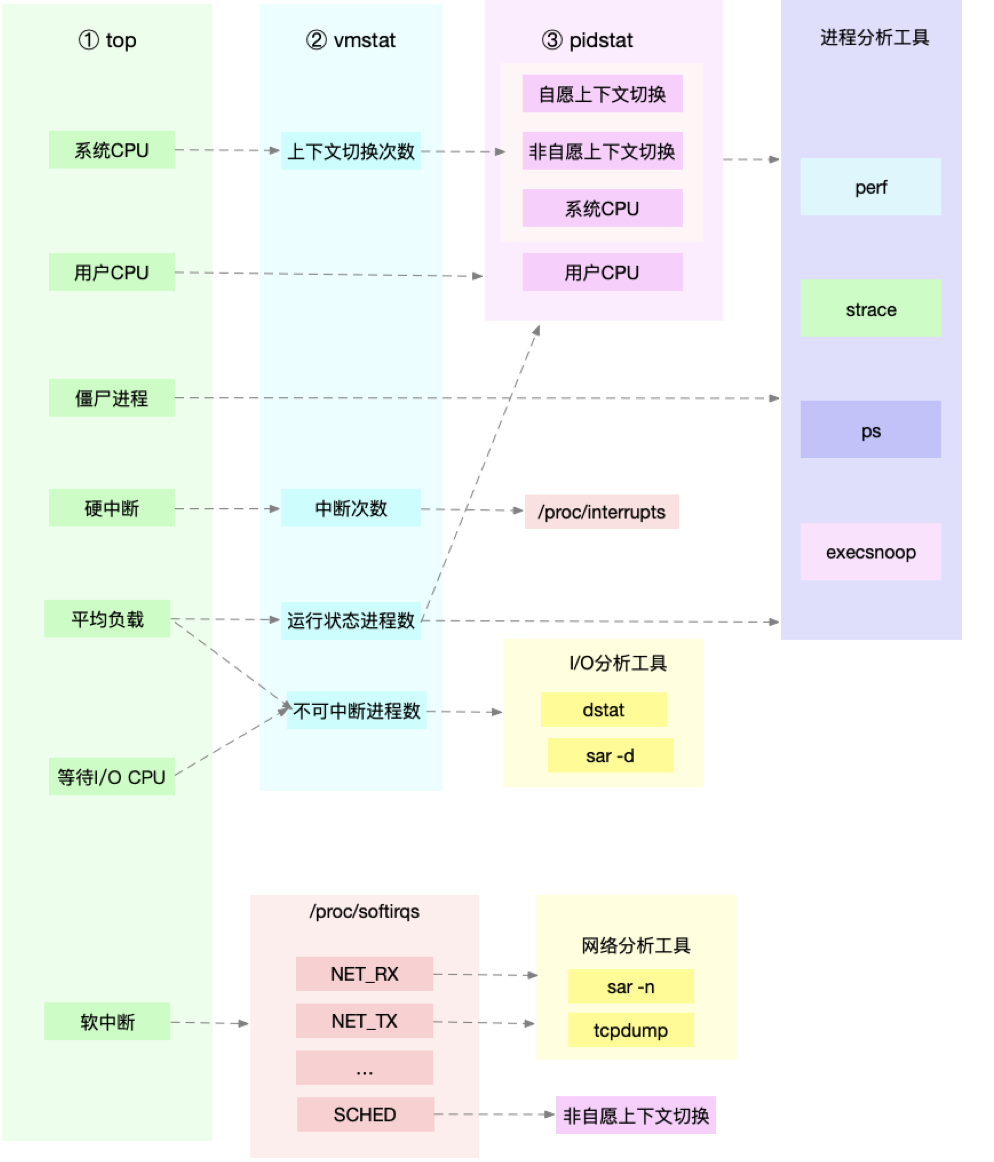 ① top
② vmstat
③ pidstat
进程分析工具
自愿上下文切换
系统CPU
上下文切换次数
非自愿上下文切换
perf
系统CPU
用户CPU
用户CPU
strace
僵尸进程
ps
硬中断
中断次数
/proc/interrupts
execsnoop
平均负载
运行状态进程数
I/O分析工具
不可中断进程数
dstat
sar -d
等待I/O CPU
/proc/softirqs
网络分析工具
NET_RX
sar -n
软中断
NET_TX
tcpdump
...
SCHED
非自愿上下文切换